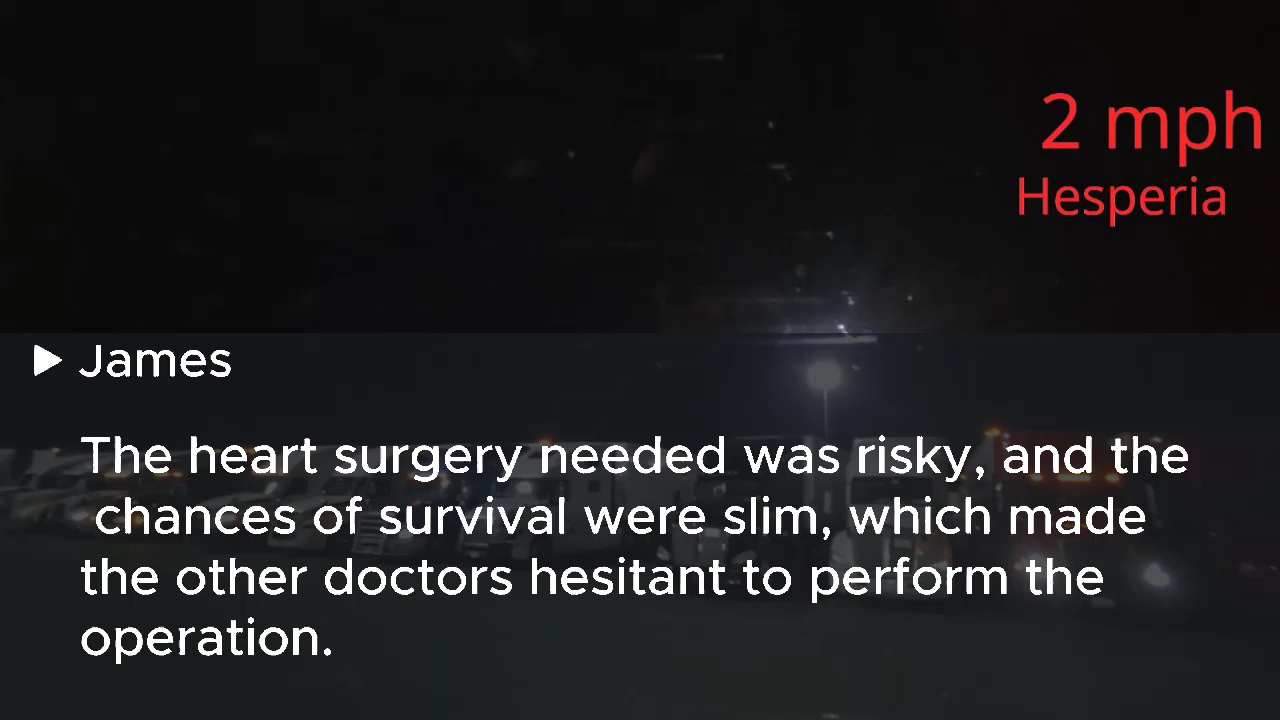 2 mph
Hesperia
James
The heart surgery needed was risky, and the
chances of survival were slim, which made
the other doctors hesitant to perform the
operation.